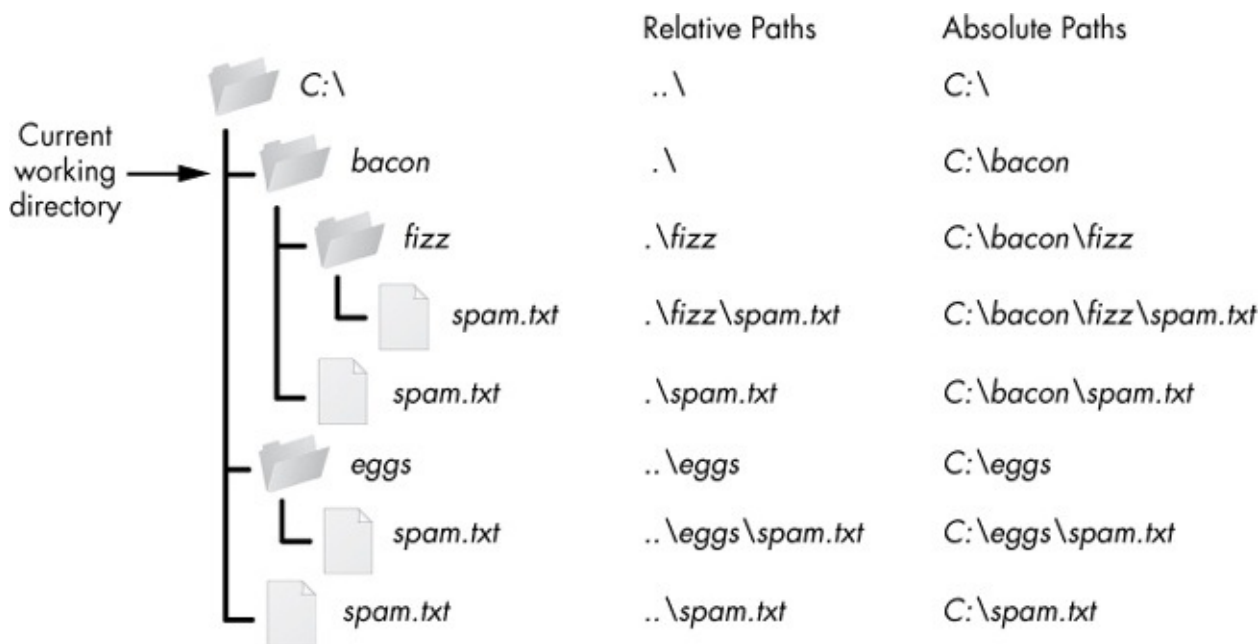 Relative Paths Absolute Paths
C:\ ..\ C:\
Current
working
directory
bacon .\ C:\bacon
fizz .\fizz C:\bacon\fizz
spam.txt .\fizz\spam.txt C:\bacon\fizz\spam.txt
spam.txt .\spam.txt C:\bacon\spam.txt
eggs ..\eggs C:\eggs
spam.txt ..\eggs\spam.txt C:\eggs\spam.txt
spam.txt ..\spam.txt C:\spam.txt